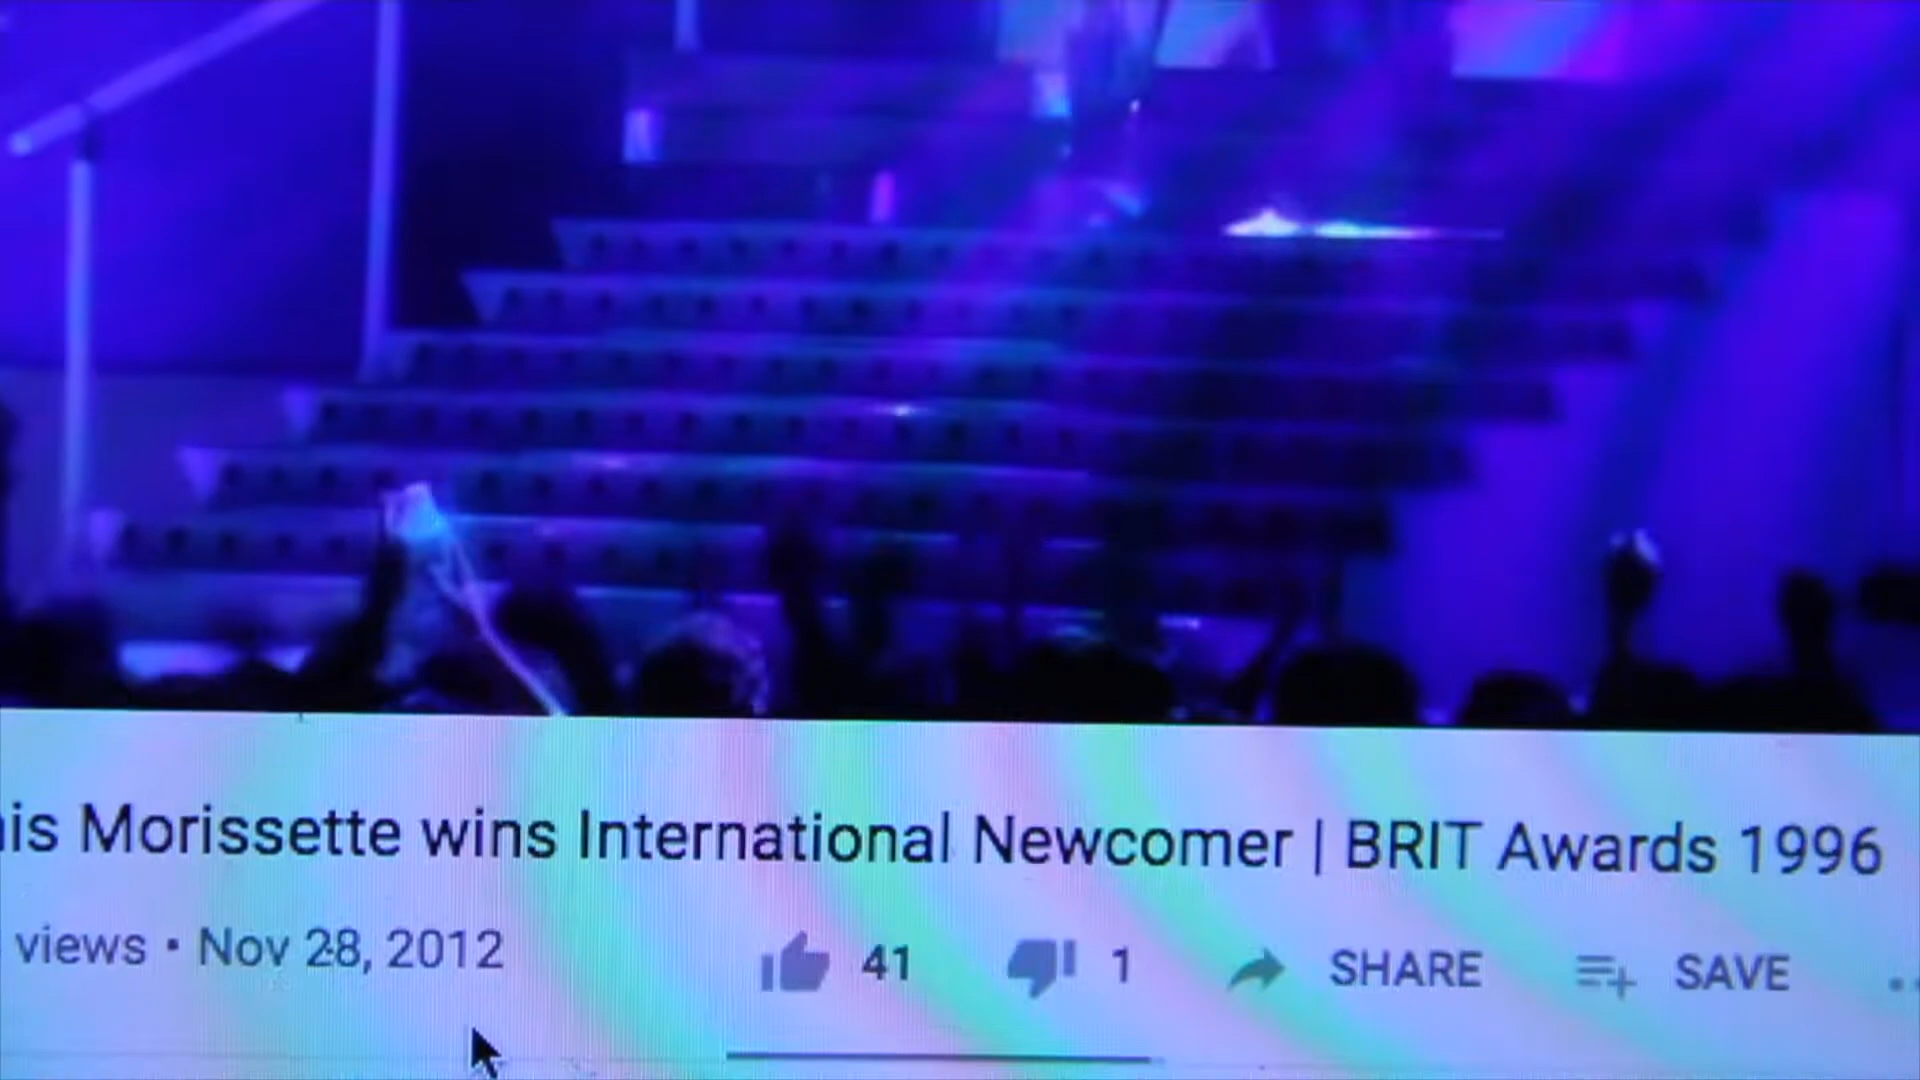 is Morissette wins International Newcomer | BRIT Awards 1996
views • Nov 28, 2012
41 1 SHARE SAVE